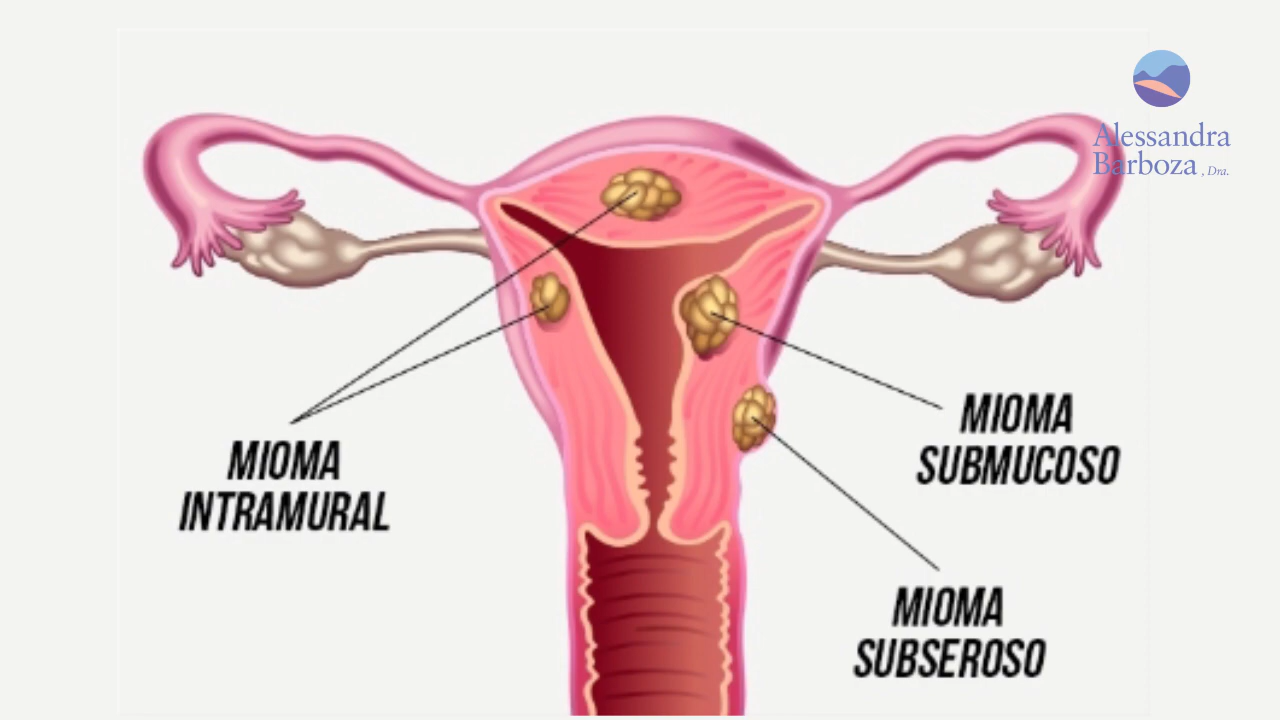 Alessandra
Barboza , Dra.
MIOMA
INTRAMURAL
MIOMA
SUBMUCOSO
MIOMA
SUBSEROSO